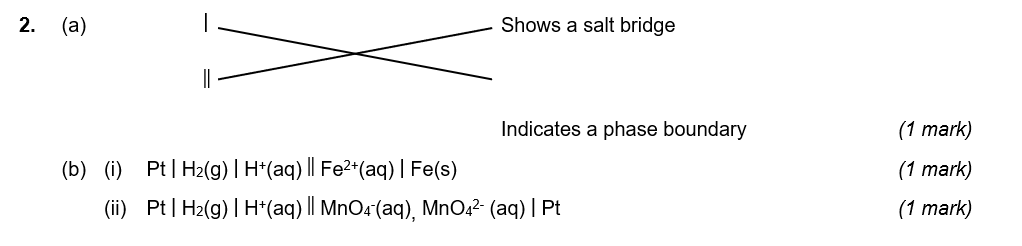 2. (a) | Shows a salt bridge
||
Indicates a phase boundary (1 mark)
(b) (i) Pt | H₂(g) | H⁺(aq) || Fe²⁺(aq) | Fe(s) (1 mark)
(ii) Pt | H₂(g) | H⁺(aq) || MnO₄⁻(aq), MnO₄²⁻ (aq) | Pt (1 mark)